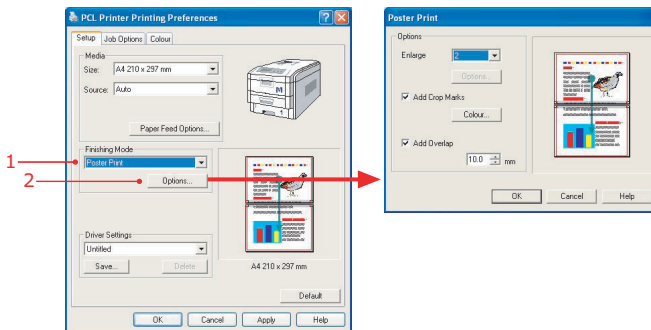 PCL Printer Printing Preferences
Setup
Job Options
Colour
Media
Size:
A4 210 x 297 mm
Source:
Auto
Paper Feed Options...
M
1
1
Finishing Mode
Poster Print
2
Options...
Driver Settings
Untitled
Save...
Delete
A4 210 x 297 mm
Default
OK
Cancel
Apply
Help
Poster Print
Options
Enlarge
2
Options...
Add Crop Marks
Colour...
Add Overlap
10.0
mm
OK
Cancel
Help